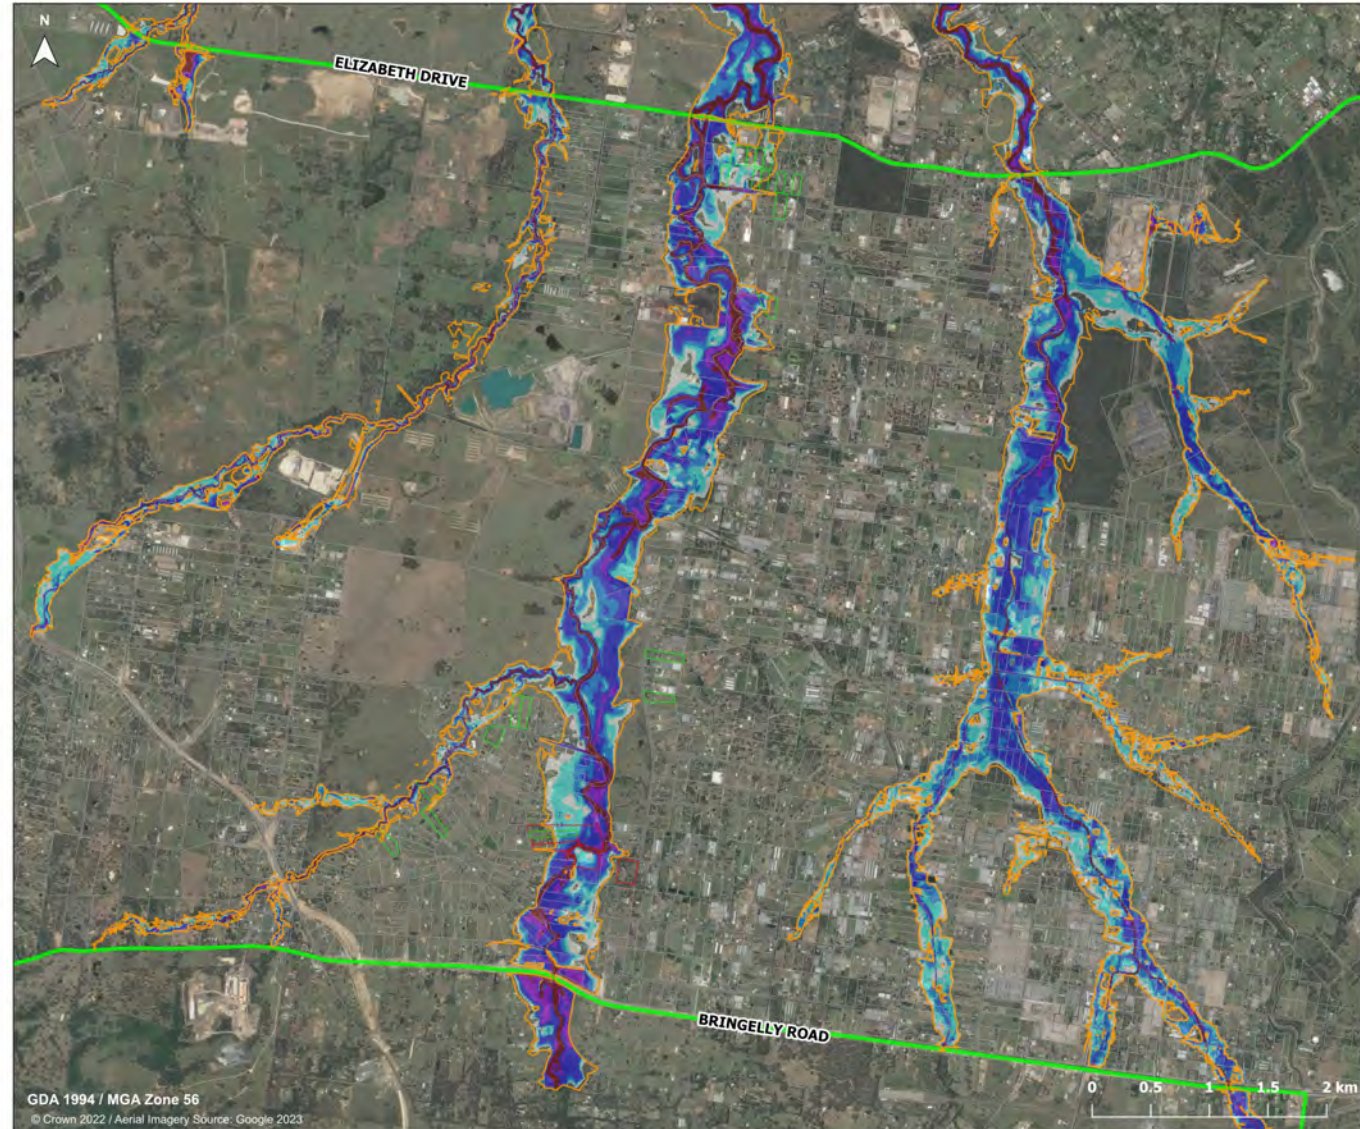 N
ELIZABETH DRIVE
BRINGELLY ROAD
GDA 1994 / MGA Zone 56
© Crown 2022 / Aerial Imagery Source: Google 2023
0 0.5 1 1.5 2 km